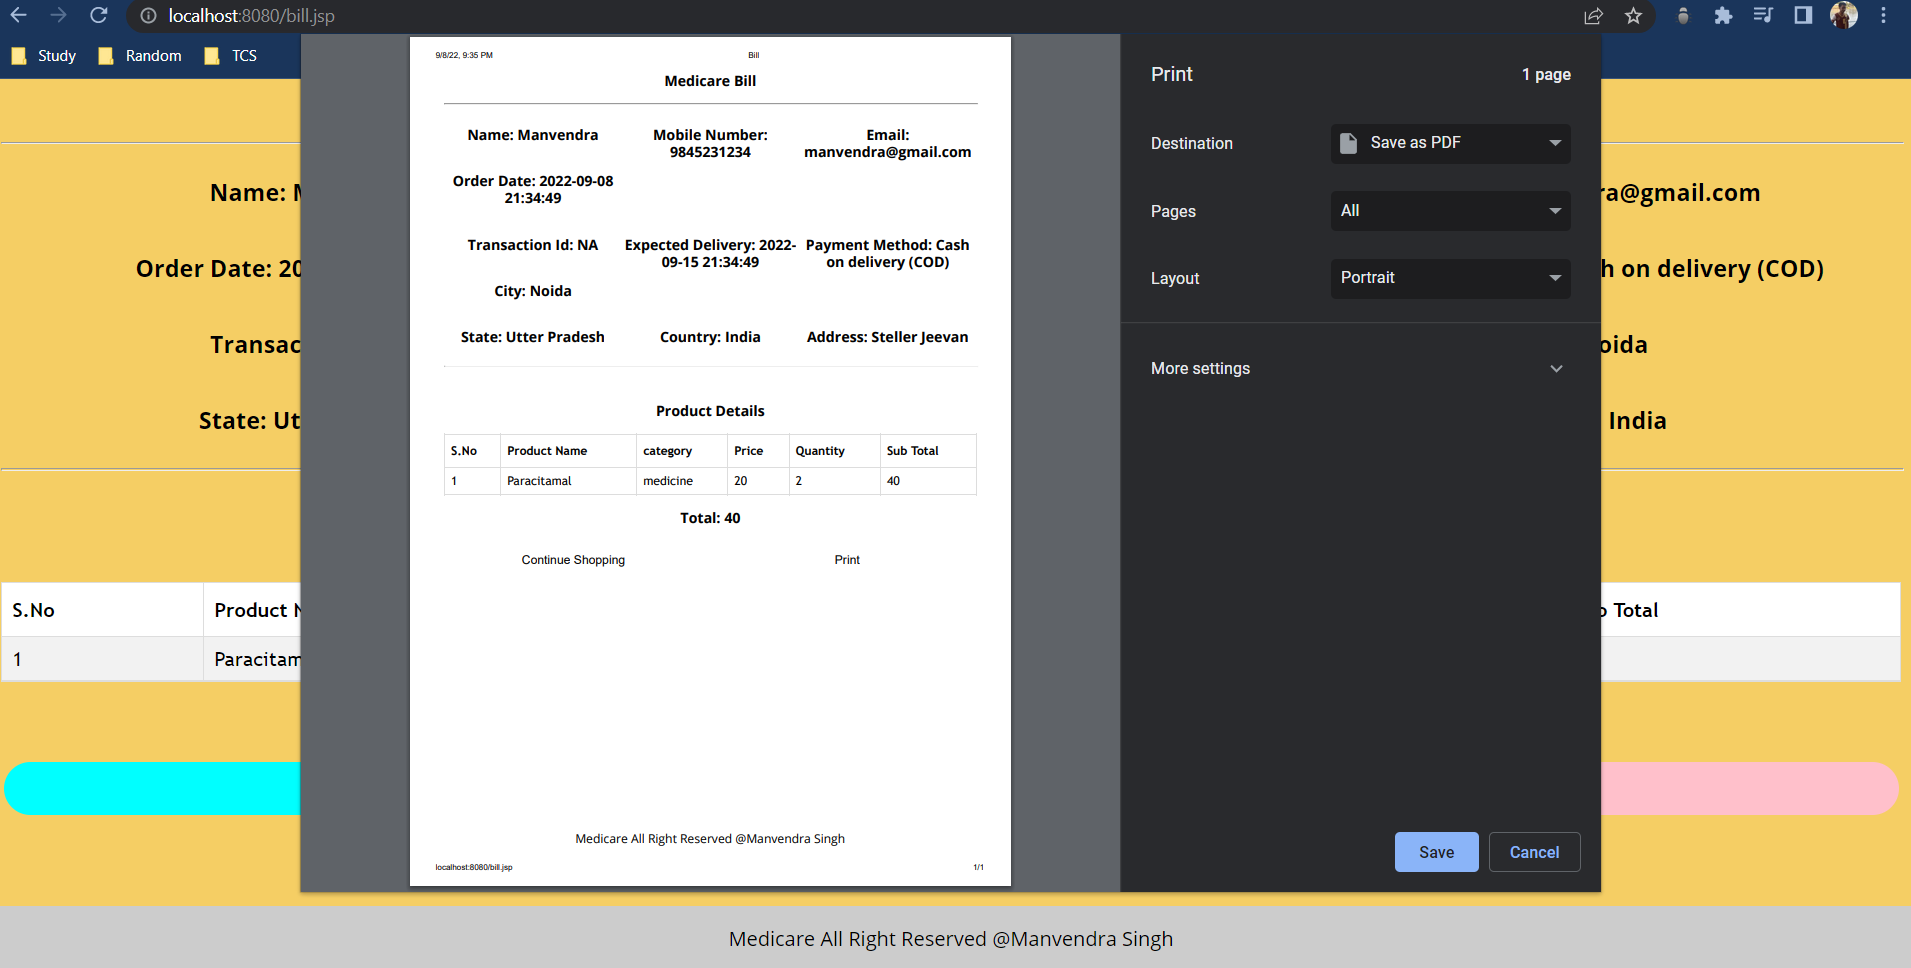 localhost:8080/bill.jsp
Study Random TCS
9/8/22, 9:35 PM Bill
Medicare Bill
Name: Manvendra
Mobile Number:
9845231234
Email:
manvendra@gmail.com
Order Date: 2022-09-08
21:34:49
Transaction Id: NA
Expected Delivery: 2022-
09-15 21:34:49
Payment Method: Cash
on delivery (COD)
City: Noida
State: Utter Pradesh
Country: India
Address: Steller Jeevan
Product Details
S.No Product Name category Price Quantity Sub Total
1 Paracitamal medicine 20 2 40
Total: 40
Continue Shopping Print
Medicare All Right Reserved @Manvendra Singh
localhost:8080/bill.jsp 1/1
Print 1 page
Destination Save as PDF
Pages All
Layout Portrait
More settings
Save Cancel
Name:
ra@gmail.com
Order Date: 20
h on delivery (COD)
Transac
oida
State: Ut
India
S.No Product
Total
1 Paracitam
Medicare All Right Reserved @Manvendra Singh